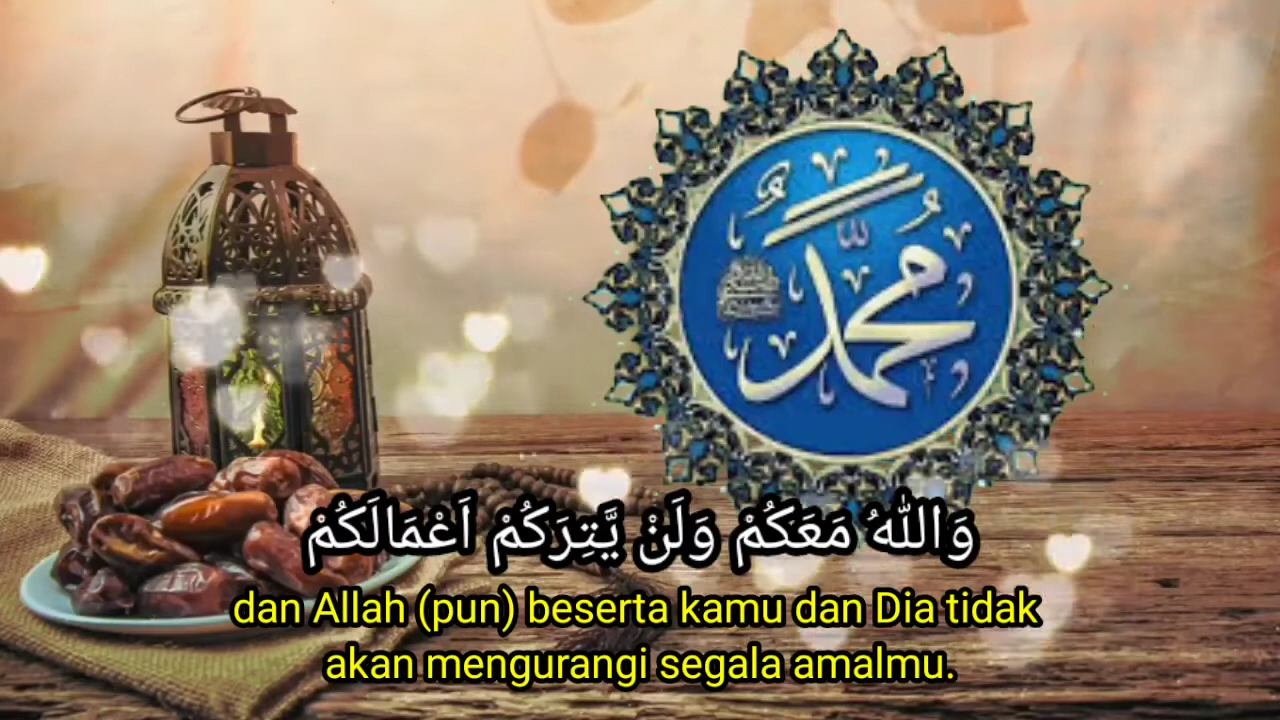 مُحَمَّد
وَاللّٰهُ مَعَكُمْ وَلَنْ يَّتِرَكُمْ اَعْمَالَكُمْ
dan Allah (pun) beserta kamu dan Dia tidak
akan mengurangi segala amalmu.